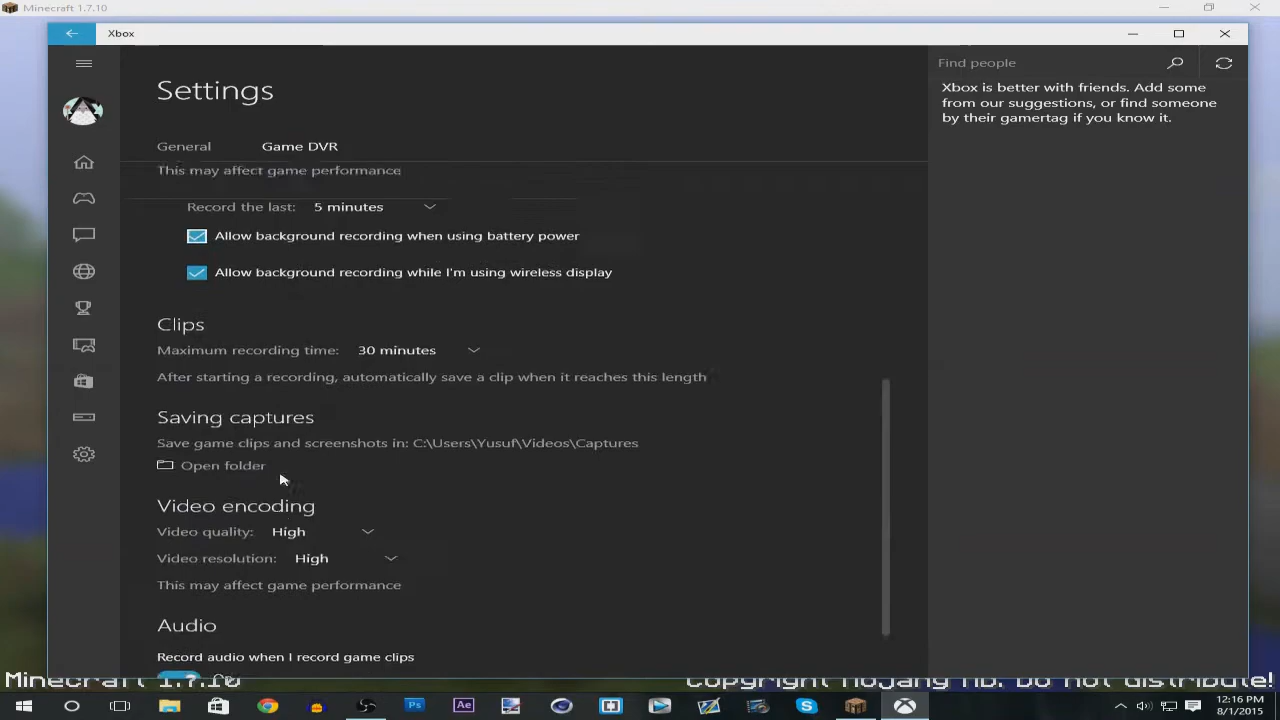 Minecraft 1.7.10
Xbox
Settings
General
Game DVR
This may affect game performance
Record the last: 5 minutes
Allow background recording when using battery power
Allow background recording while I'm using wireless display
Clips
Maximum recording time: 30 minutes
After starting a recording, automatically save a clip when it reaches this length
Saving captures
Save game clips and screenshots in: C:\Users\Yusuf\Videos\Captures
Open folder
Video encoding
Video quality: High
Video resolution: High
This may affect game performance
Audio
Record audio when I record game clips
Find people
Xbox is better with friends. Add some
from our suggestions, or find someone
by their gamertag if you know it.
Minecraft 1.7.10
Copyright Mojang AB. Do not distribute!
Ps
Ae
12:16 PM
8/1/2015